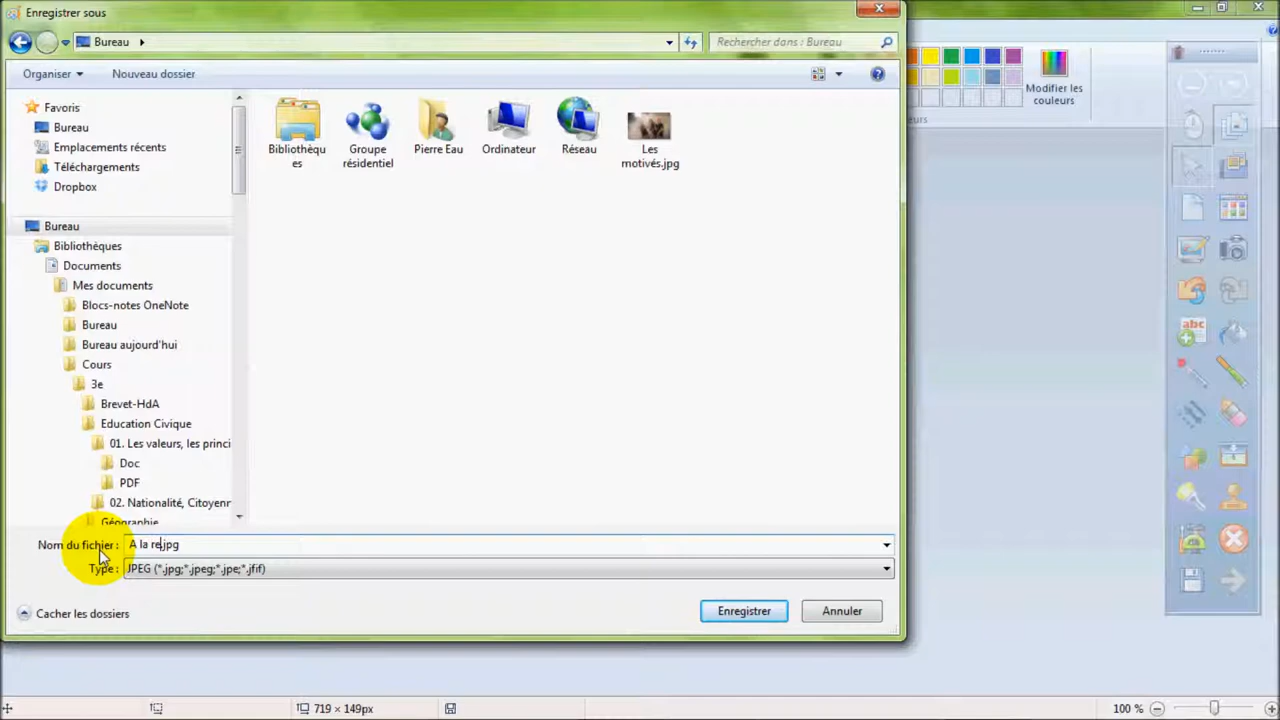 Enregistrer sous
Bureau
Rechercher dans : Bureau
Organiser
Nouveau dossier
Modifier les
couleurs
Favoris
Bureau
Emplacements récents
Téléchargements
Dropbox
Bureau
Bibliothèques
Documents
Mes documents
Blocs-notes OneNote
Bureau
Bureau aujourd'hui
Cours
3e
Brevet-HdA
Education Civique
01. Les valeurs, les princi
Doc
PDF
02. Nationalité, Citoyenr
Géographie
Bibliothèqu
es
Groupe
résidentiel
Pierre Eau
Ordinateur
Réseau
Les
motivés.jpg
abc
Nom du fichier : A la re.jpg
Type : JPEG (*.jpg;*.jpeg;*.jpe;*.jfif)
Cacher les dossiers
Enregistrer
Annuler
719 × 149px
100 %